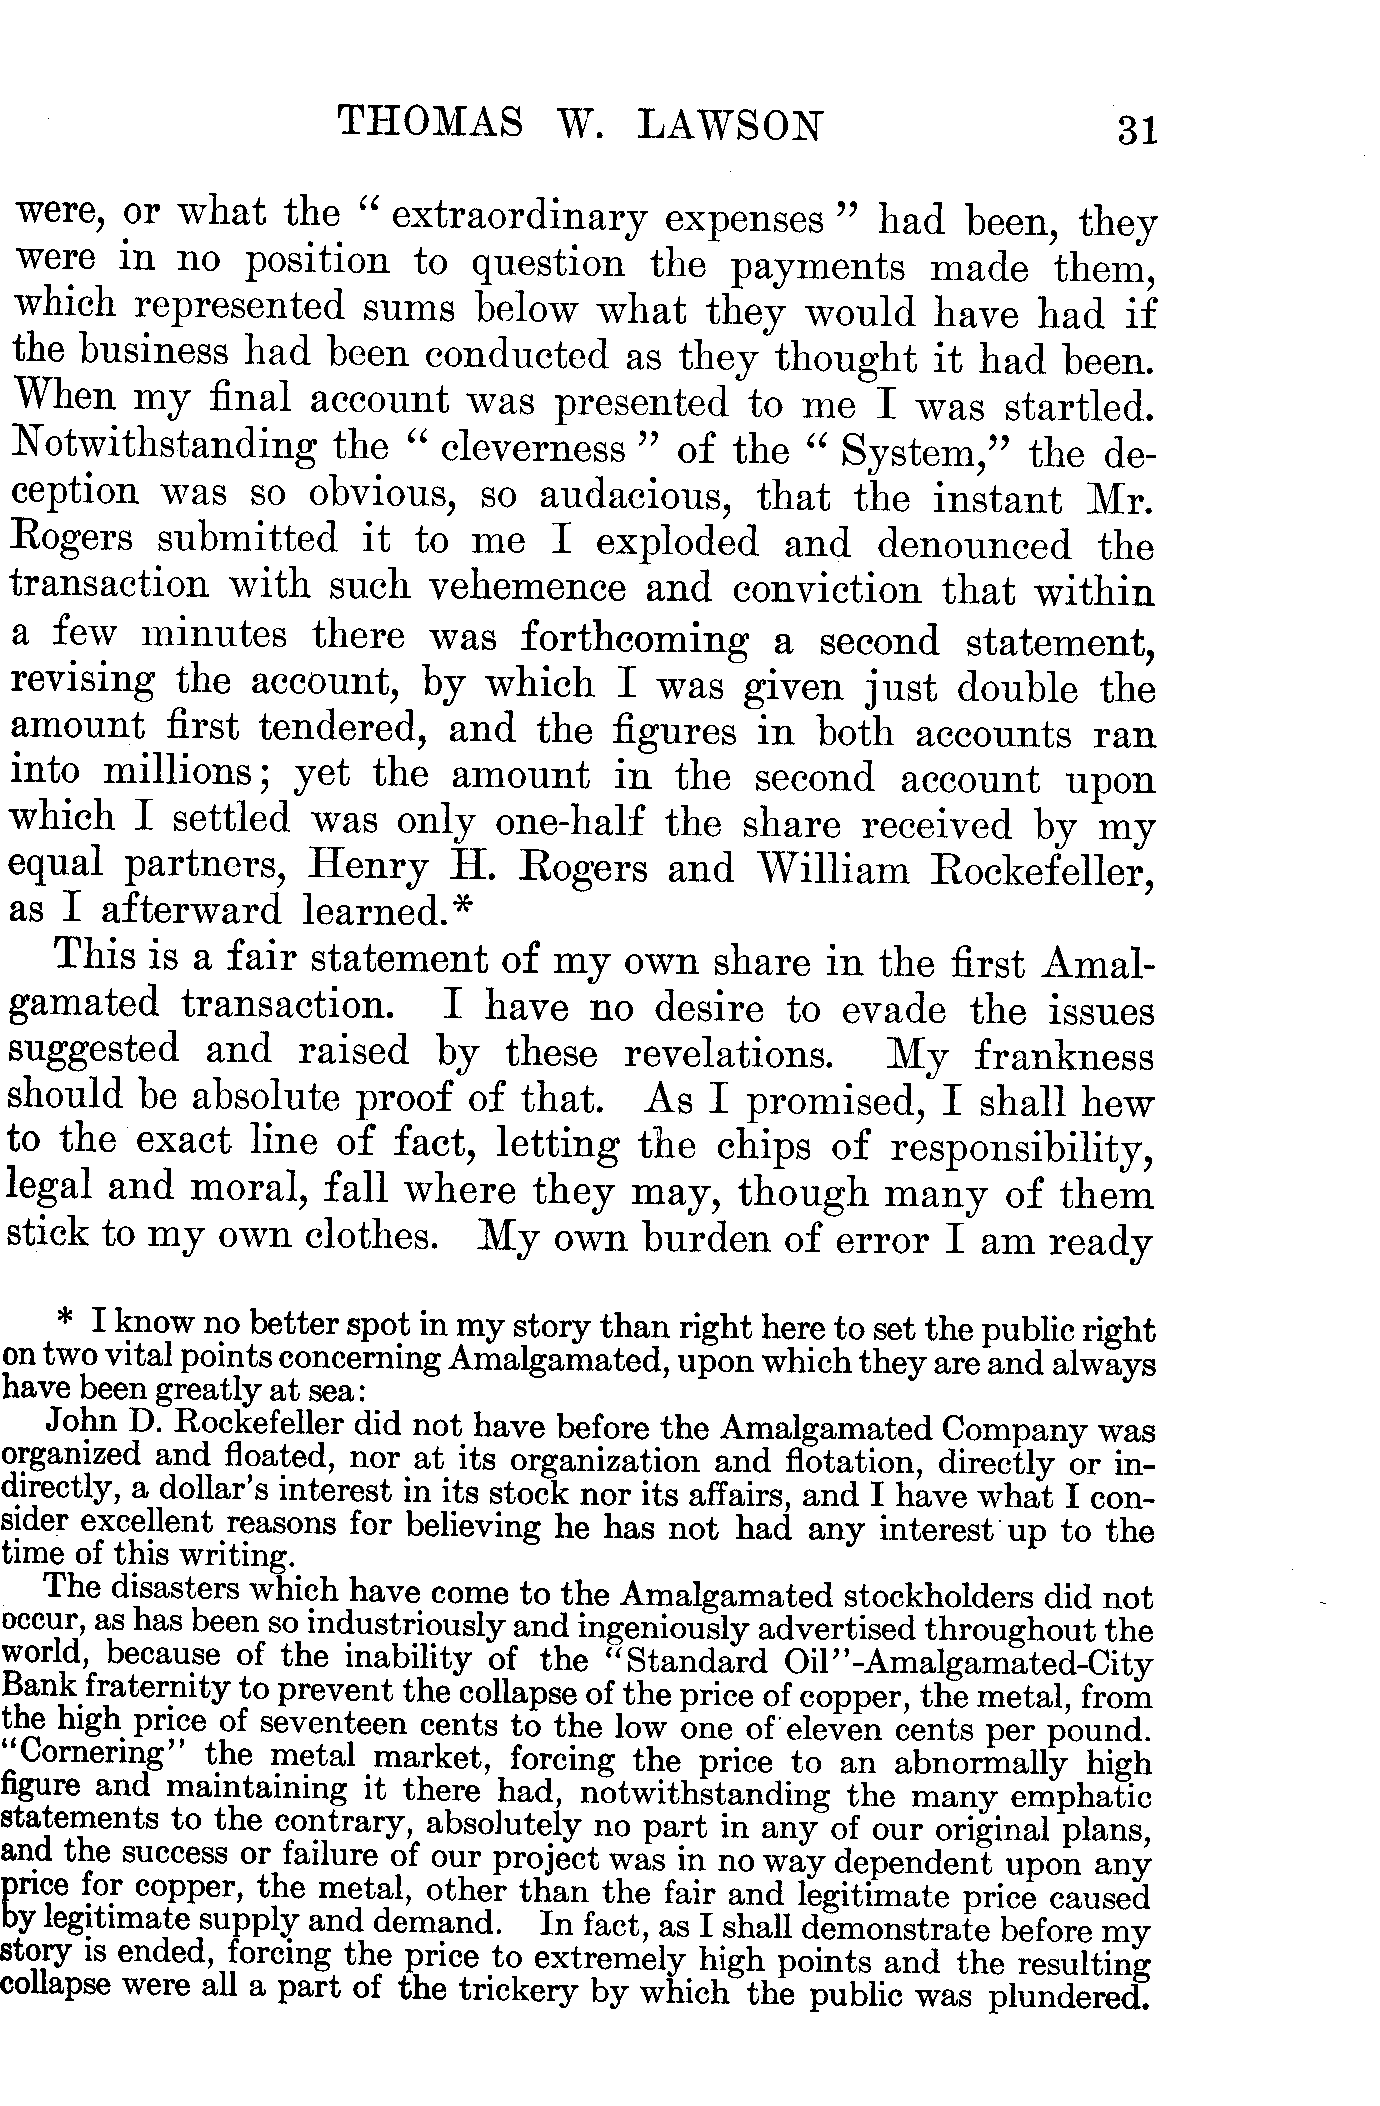 THOMAS W. LAWSON 31
were, or what the “ extraordinary expenses ” had been, they
were in no position to question the payments made them,
which represented sums below what they would have had if
the business had been conducted as they thought it had been.
When my final account was presented to me I was startled.
Notwithstanding the “ cleverness ” of the “ System,” the de-
ception was so obvious, so audacious, that the instant Mr.
Rogers submitted it to me I exploded and denounced the
transaction with such vehemence and conviction that within
a few minutes there was forthcoming a second statement,
revising the account, by which I was given just double the
amount first tendered, and the figures in both accounts ran
into millions; yet the amount in the second account upon
which I settled was only one-half the share received by my
equal partners, Henry H. Rogers and William Rockefeller,
as I afterward learned.*
This is a fair statement of my own share in the first Amal-
gamated transaction. I have no desire to evade the issues
suggested and raised by these revelations. My frankness
should be absolute proof of that. As I promised, I shall hew
to the exact line of fact, letting the chips of responsibility,
legal and moral, fall where they may, though many of them
stick to my own clothes. My own burden of error I am ready
* I know no better spot in my story than right here to set the public right
on two vital points concerning Amalgamated, upon which they are and always
have been greatly at sea:
John D. Rockefeller did not have before the Amalgamated Company was
organized and floated, nor at its organization and flotation, directly or in-
directly, a dollar’s interest in its stock nor its affairs, and I have what I con-
sider excellent reasons for believing he has not had any interest up to the
time of this writing.
The disasters which have come to the Amalgamated stockholders did not
occur, as has been so industriously and ingeniously advertised throughout the
world, because of the inability of the “Standard Oil”-Amalgamated-City
Bank fraternity to prevent the collapse of the price of copper, the metal, from
the high price of seventeen cents to the low one of eleven cents per pound.
“Cornering” the metal market, forcing the price to an abnormally high
figure and maintaining it there had, notwithstanding the many emphatic
statements to the contrary, absolutely no part in any of our original plans,
and the success or failure of our project was in no way dependent upon any
price for copper, the metal, other than the fair and legitimate price caused
by legitimate supply and demand. In fact, as I shall demonstrate before my
story is ended, forcing the price to extremely high points and the resulting
collapse were all a part of the trickery by which the public was plundered.